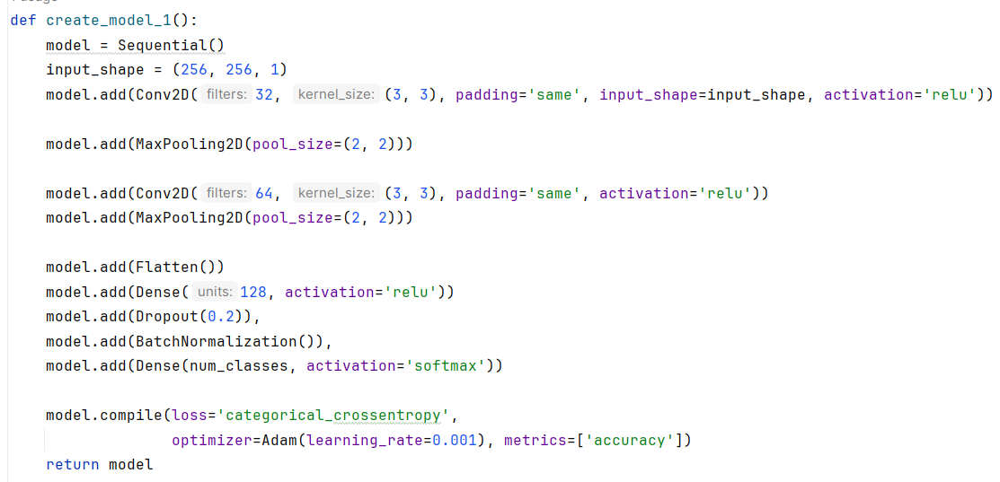 def create_model_1():
    model = Sequential()
    input_shape = (256, 256, 1)
    model.add(Conv2D( filters: 32, kernel_size: (3, 3), padding='same', input_shape=input_shape, activation='relu'))
    model.add(MaxPooling2D(pool_size=(2, 2)))
    model.add(Conv2D( filters: 64, kernel_size: (3, 3), padding='same', activation='relu'))
    model.add(MaxPooling2D(pool_size=(2, 2)))
    model.add(Flatten())
    model.add(Dense( units: 128, activation='relu'))
    model.add(Dropout(0.2)),
    model.add(BatchNormalization()),
    model.add(Dense(num_classes, activation='softmax'))
    model.compile(loss='categorical_crossentropy',
                  optimizer=Adam(learning_rate=0.001), metrics=['accuracy'])
    return model